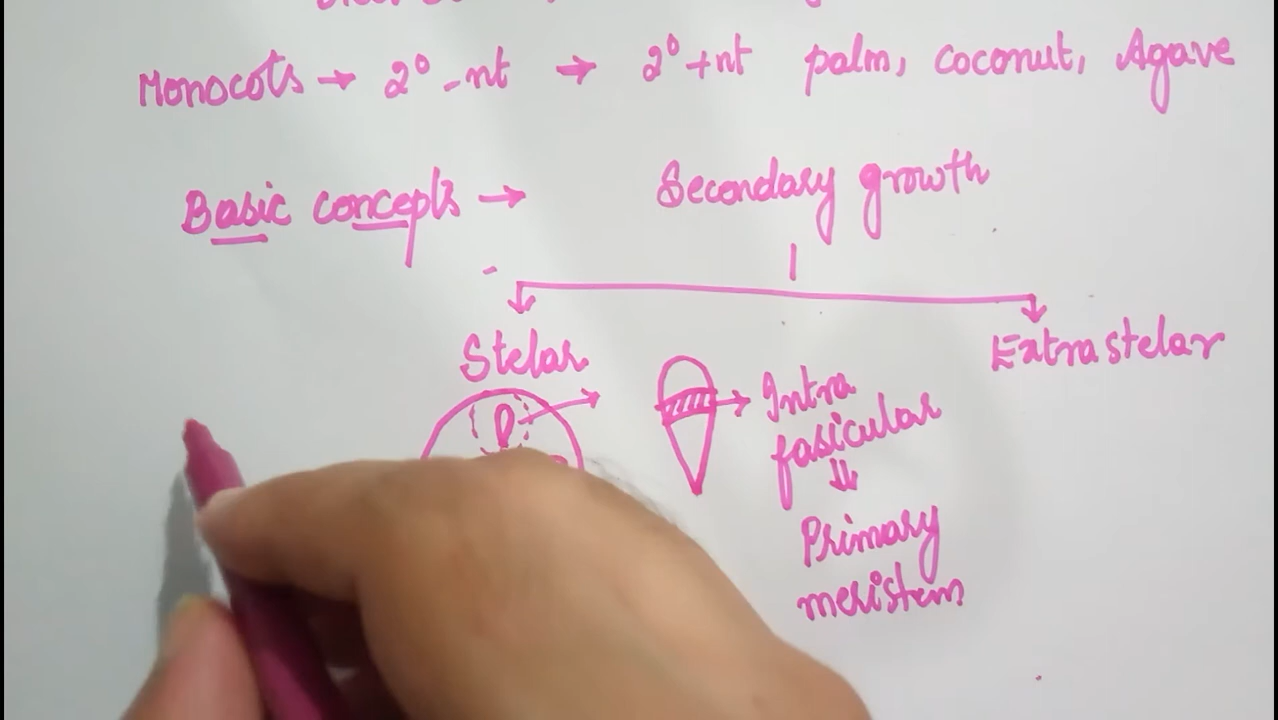 Monocots → 2° -nt → 2° +nt palm, coconut, Agave
Basic concepts → Secondary growth
Stelar
Extrastelar
→ Intra
fasicular
Primary
meristem